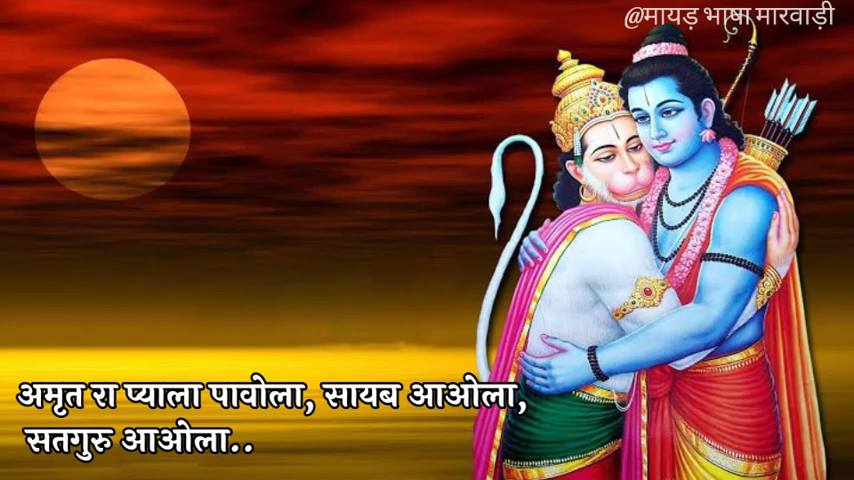 @मायड़ भाषा मारवाड़ी
अमृत रा प्याला पावोला, सायब आओला,
सतगुरु आओला..